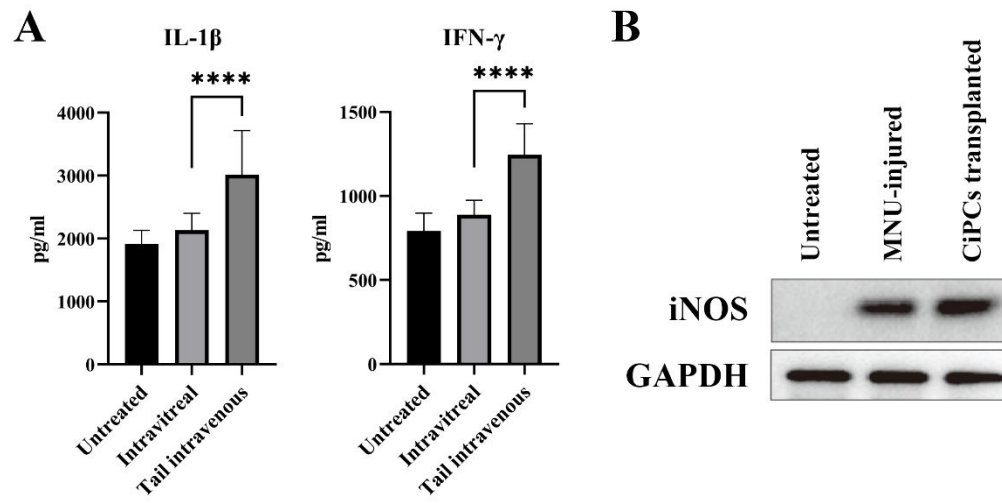 A
IL-1β
****
4000
3000
2000
1000
0
pg/ml
Untreated
Intravitreal
Tail intravenous
IFN-γ
****
1500
1000
500
0
pg/ml
Untreated
Intravitreal
Tail intravenous
B
Untreated
MNU-injured
CiPCs transplanted
iNOS
GAPDH